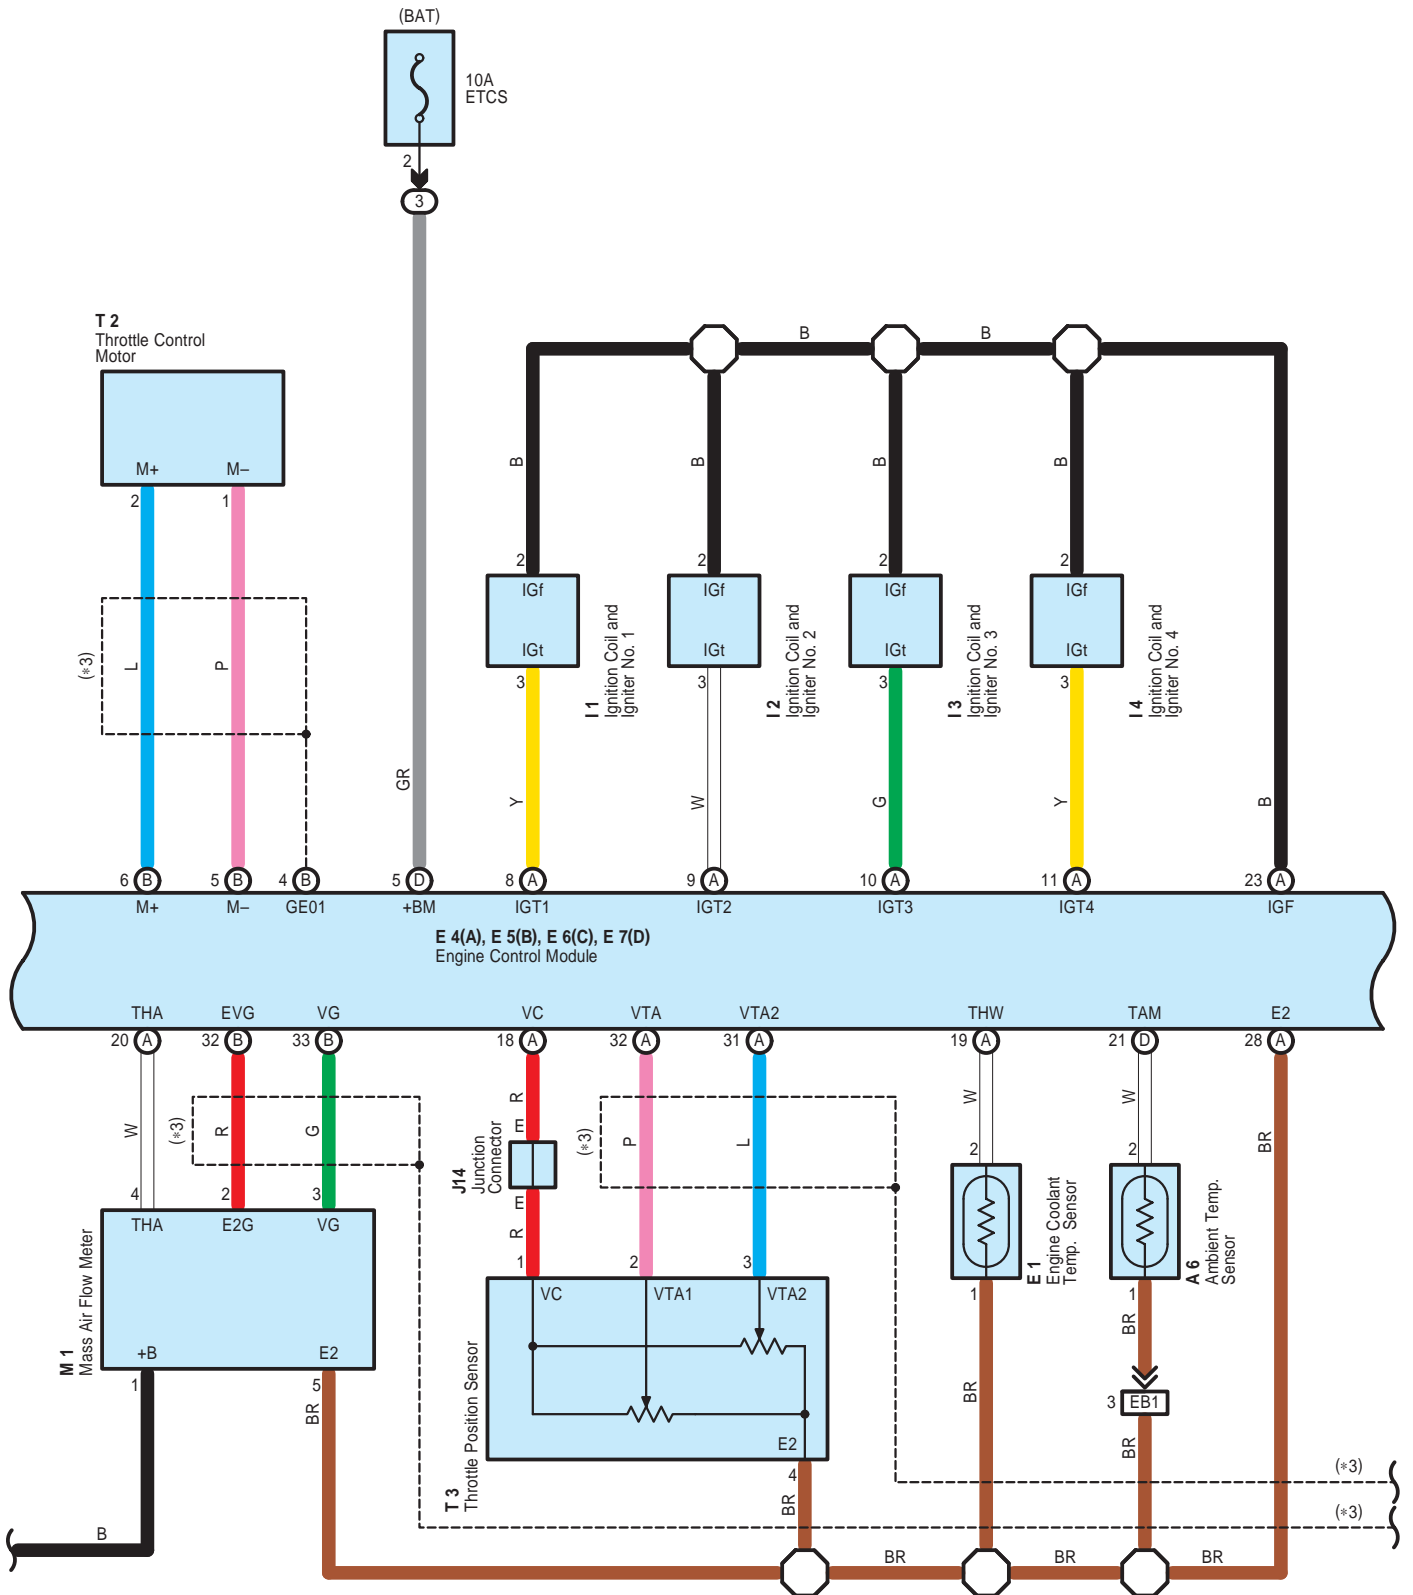 (BAT)
10A
ETCS
2
3
T 2
Throttle Control
Motor
M+
M–
2
1
B
B
B
B
B
B
2
2
2
2
IGf
IGf
IGf
IGf
IGt
IGt
IGt
IGt
3
3
3
3
I 1
Ignition Coil and
Igniter No. 1
I 2
Ignition Coil and
Igniter No. 2
I 3
Ignition Coil and
Igniter No. 3
I 4
Ignition Coil and
Igniter No. 4
(∗3)
L
P
GR
Y
W
G
Y
B
6 B
5 B
4 B
5 D
8 A
9 A
10 A
11 A
23 A
M+
M–
GE01
+BM
IGT1
IGT2
IGT3
IGT4
IGF
E 4(A), E 5(B), E 6(C), E 7(D)
Engine Control Module
THA
EVG
VG
VC
VTA
VTA2
THW
TAM
E2
20 A
32 B
33 B
18 A
32 A
31 A
19 A
21 D
28 A
W
(∗3)
R
G
R
E
J14
Junction
Connector
E
R
(∗3)
P
L
W
W
BR
4
2
3
1
2
3
2
2
THA
E2G
VG
+B
E2
M 1
Mass Air Flow Meter
VC
VTA1
VTA2
E2
T 3
Throttle Position Sensor
E 1
Engine Coolant
Temp. Sensor
A 6
Ambient Temp.
Sensor
1
1
1
5
BR
BR
BR
3 EB1
BR
4
BR
(∗3)
(∗3)
B
BR
BR
BR